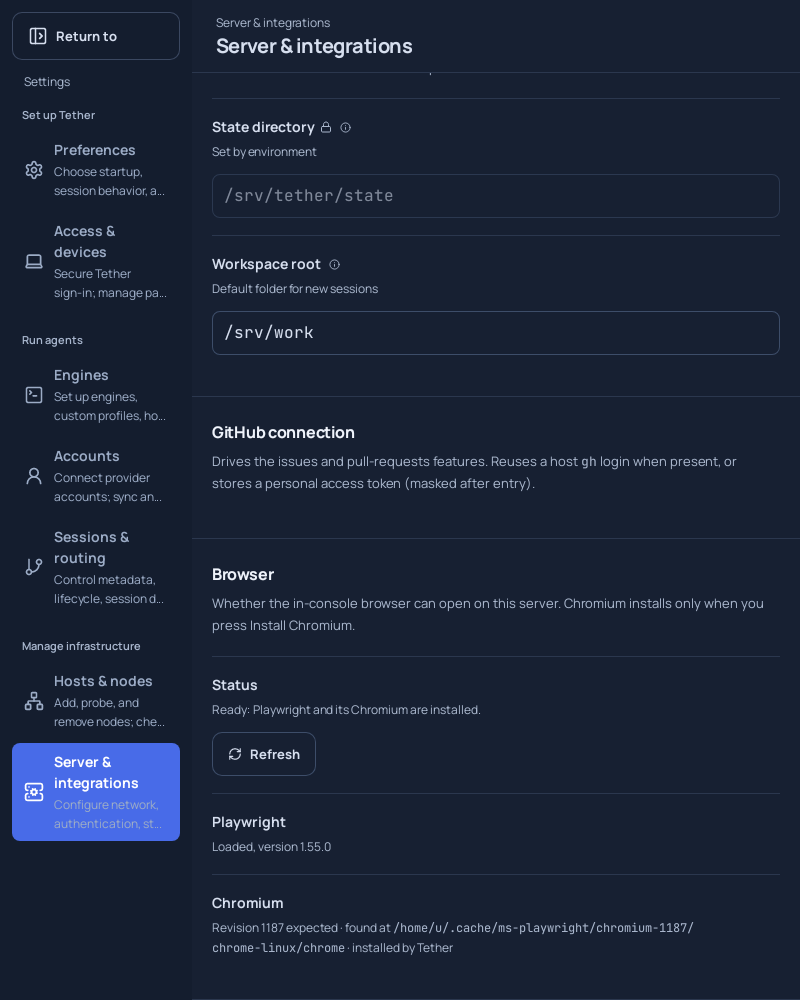 Return to
Settings
Set up Tether
Preferences
Choose startup,
session behavior, a...
Access &
devices
Secure Tether
sign-in; manage pa...
Run agents
Engines
Set up engines,
custom profiles, ho...
Accounts
Connect provider
accounts; sync an...
Sessions &
routing
Control metadata,
lifecycle, session d...
Manage infrastructure
Hosts & nodes
Add, probe, and
remove nodes; che...
Server &
integrations
Configure network,
authentication, st...
Server & integrations
Server & integrations
State directory
Set by environment
/srv/tether/state
Workspace root
Default folder for new sessions
/srv/work
GitHub connection
Drives the issues and pull-requests features. Reuses a host gh login when present, or
stores a personal access token (masked after entry).
Browser
Whether the in-console browser can open on this server. Chromium installs only when you
press Install Chromium.
Status
Ready: Playwright and its Chromium are installed.
Refresh
Playwright
Loaded, version 1.55.0
Chromium
Revision 1187 expected · found at /home/u/.cache/ms-playwright/chromium-1187/
chrome-linux/chrome · installed by Tether